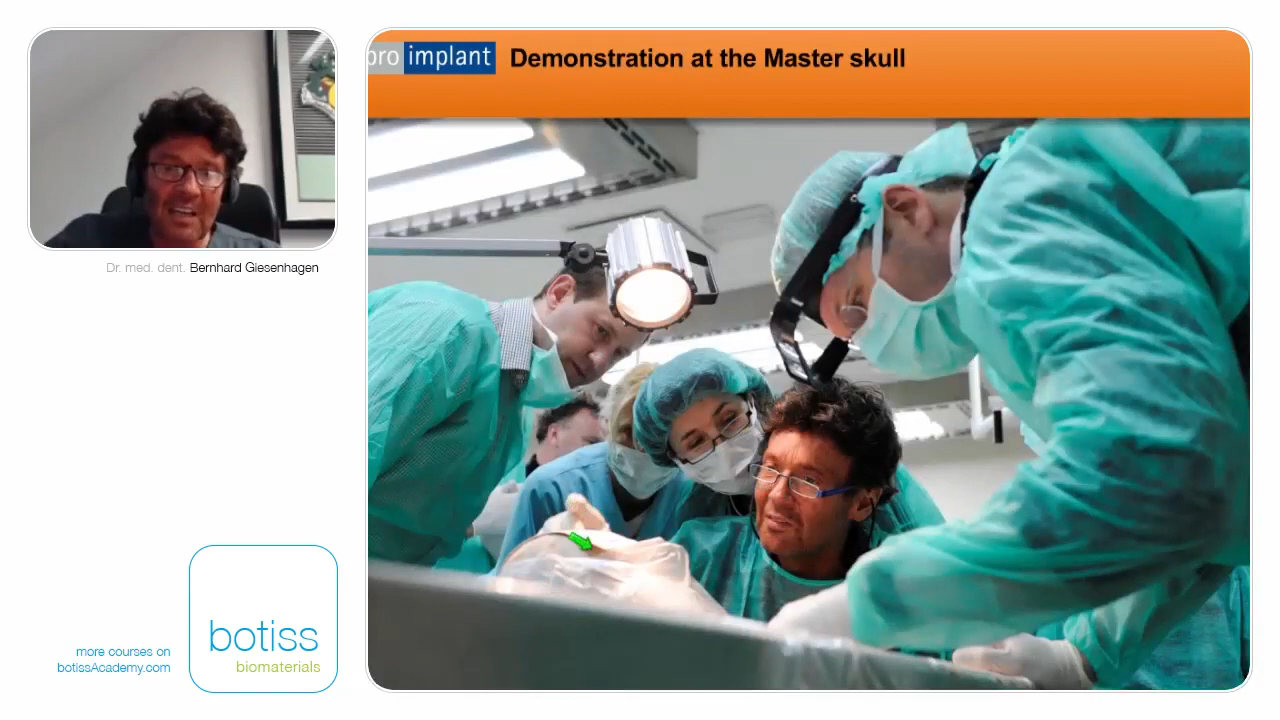 pro implant
Demonstration at the Master skull
Dr. med. dent. Bernhard Giesenhagen
botiss
biomaterials
more courses on
botissAcademy.com